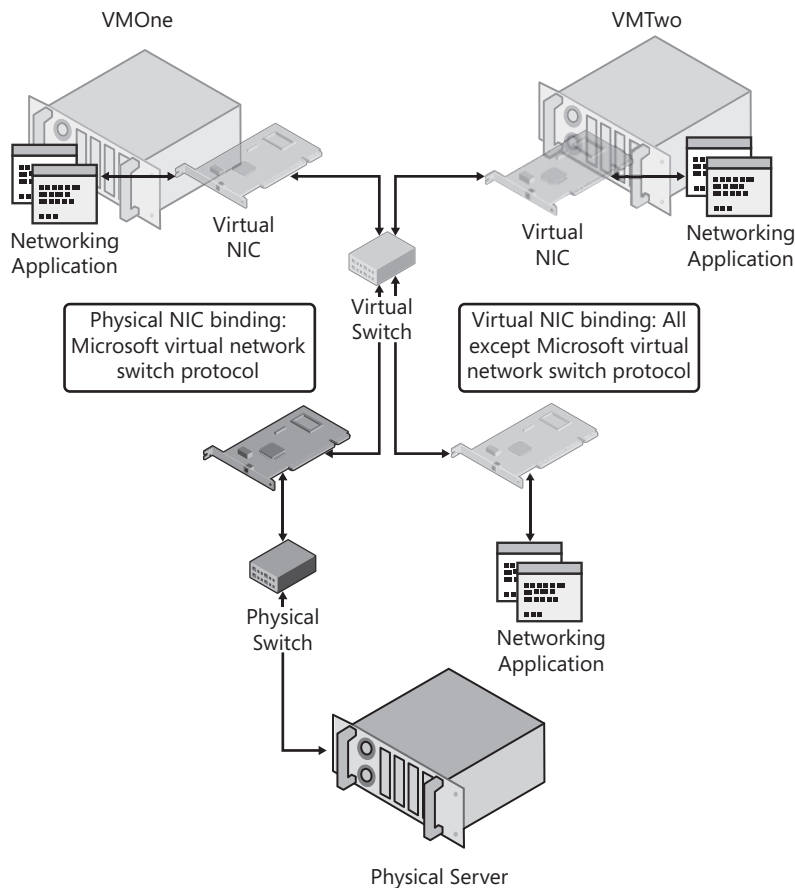 VMOne
VMTwo
Networking
Application
Virtual
NIC
Virtual
NIC
Networking
Application
Virtual
Switch
Physical NIC binding:
Microsoft virtual network
switch protocol
Virtual NIC binding: All
except Microsoft virtual
network switch protocol
Physical
Switch
Networking
Application
Physical Server